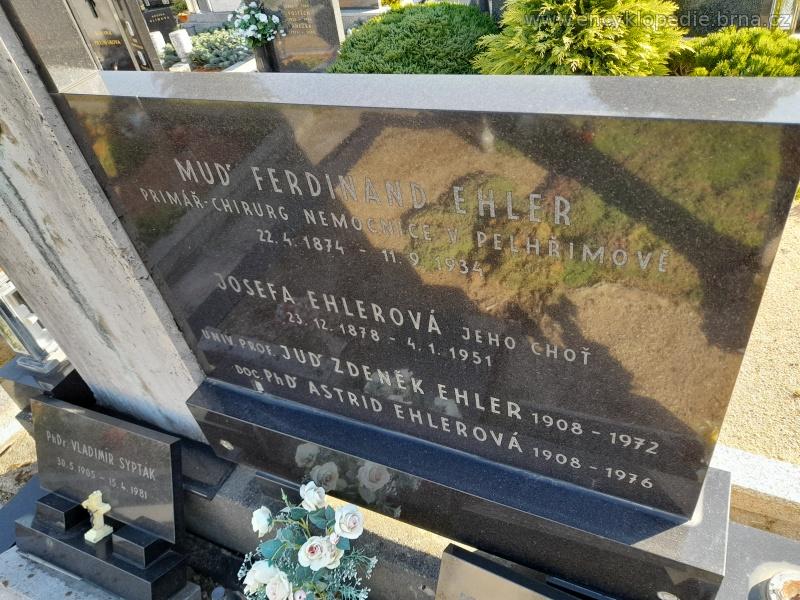 www.encyklopedie.brna.cz
MUDʳ FERDINAND EHLER
PRIMÁŘ-CHIRURG NEMOCNICE V PELHŘIMOVĚ
22. 4. 1874 - 11. 9. 1934
JOSEFA EHLEROVÁ JEHO CHOŤ
23. 12. 1878 - 4. 1. 1951
UNIV. PROF. JUDʳ ZDENĚK EHLER 1908 - 1972
DOC. PhDʳ ASTRID EHLEROVÁ 1908 - 1976
PhDr. VLADIMÍR SYPTÁK
30. 5. 1905 - 15. 4. 1981